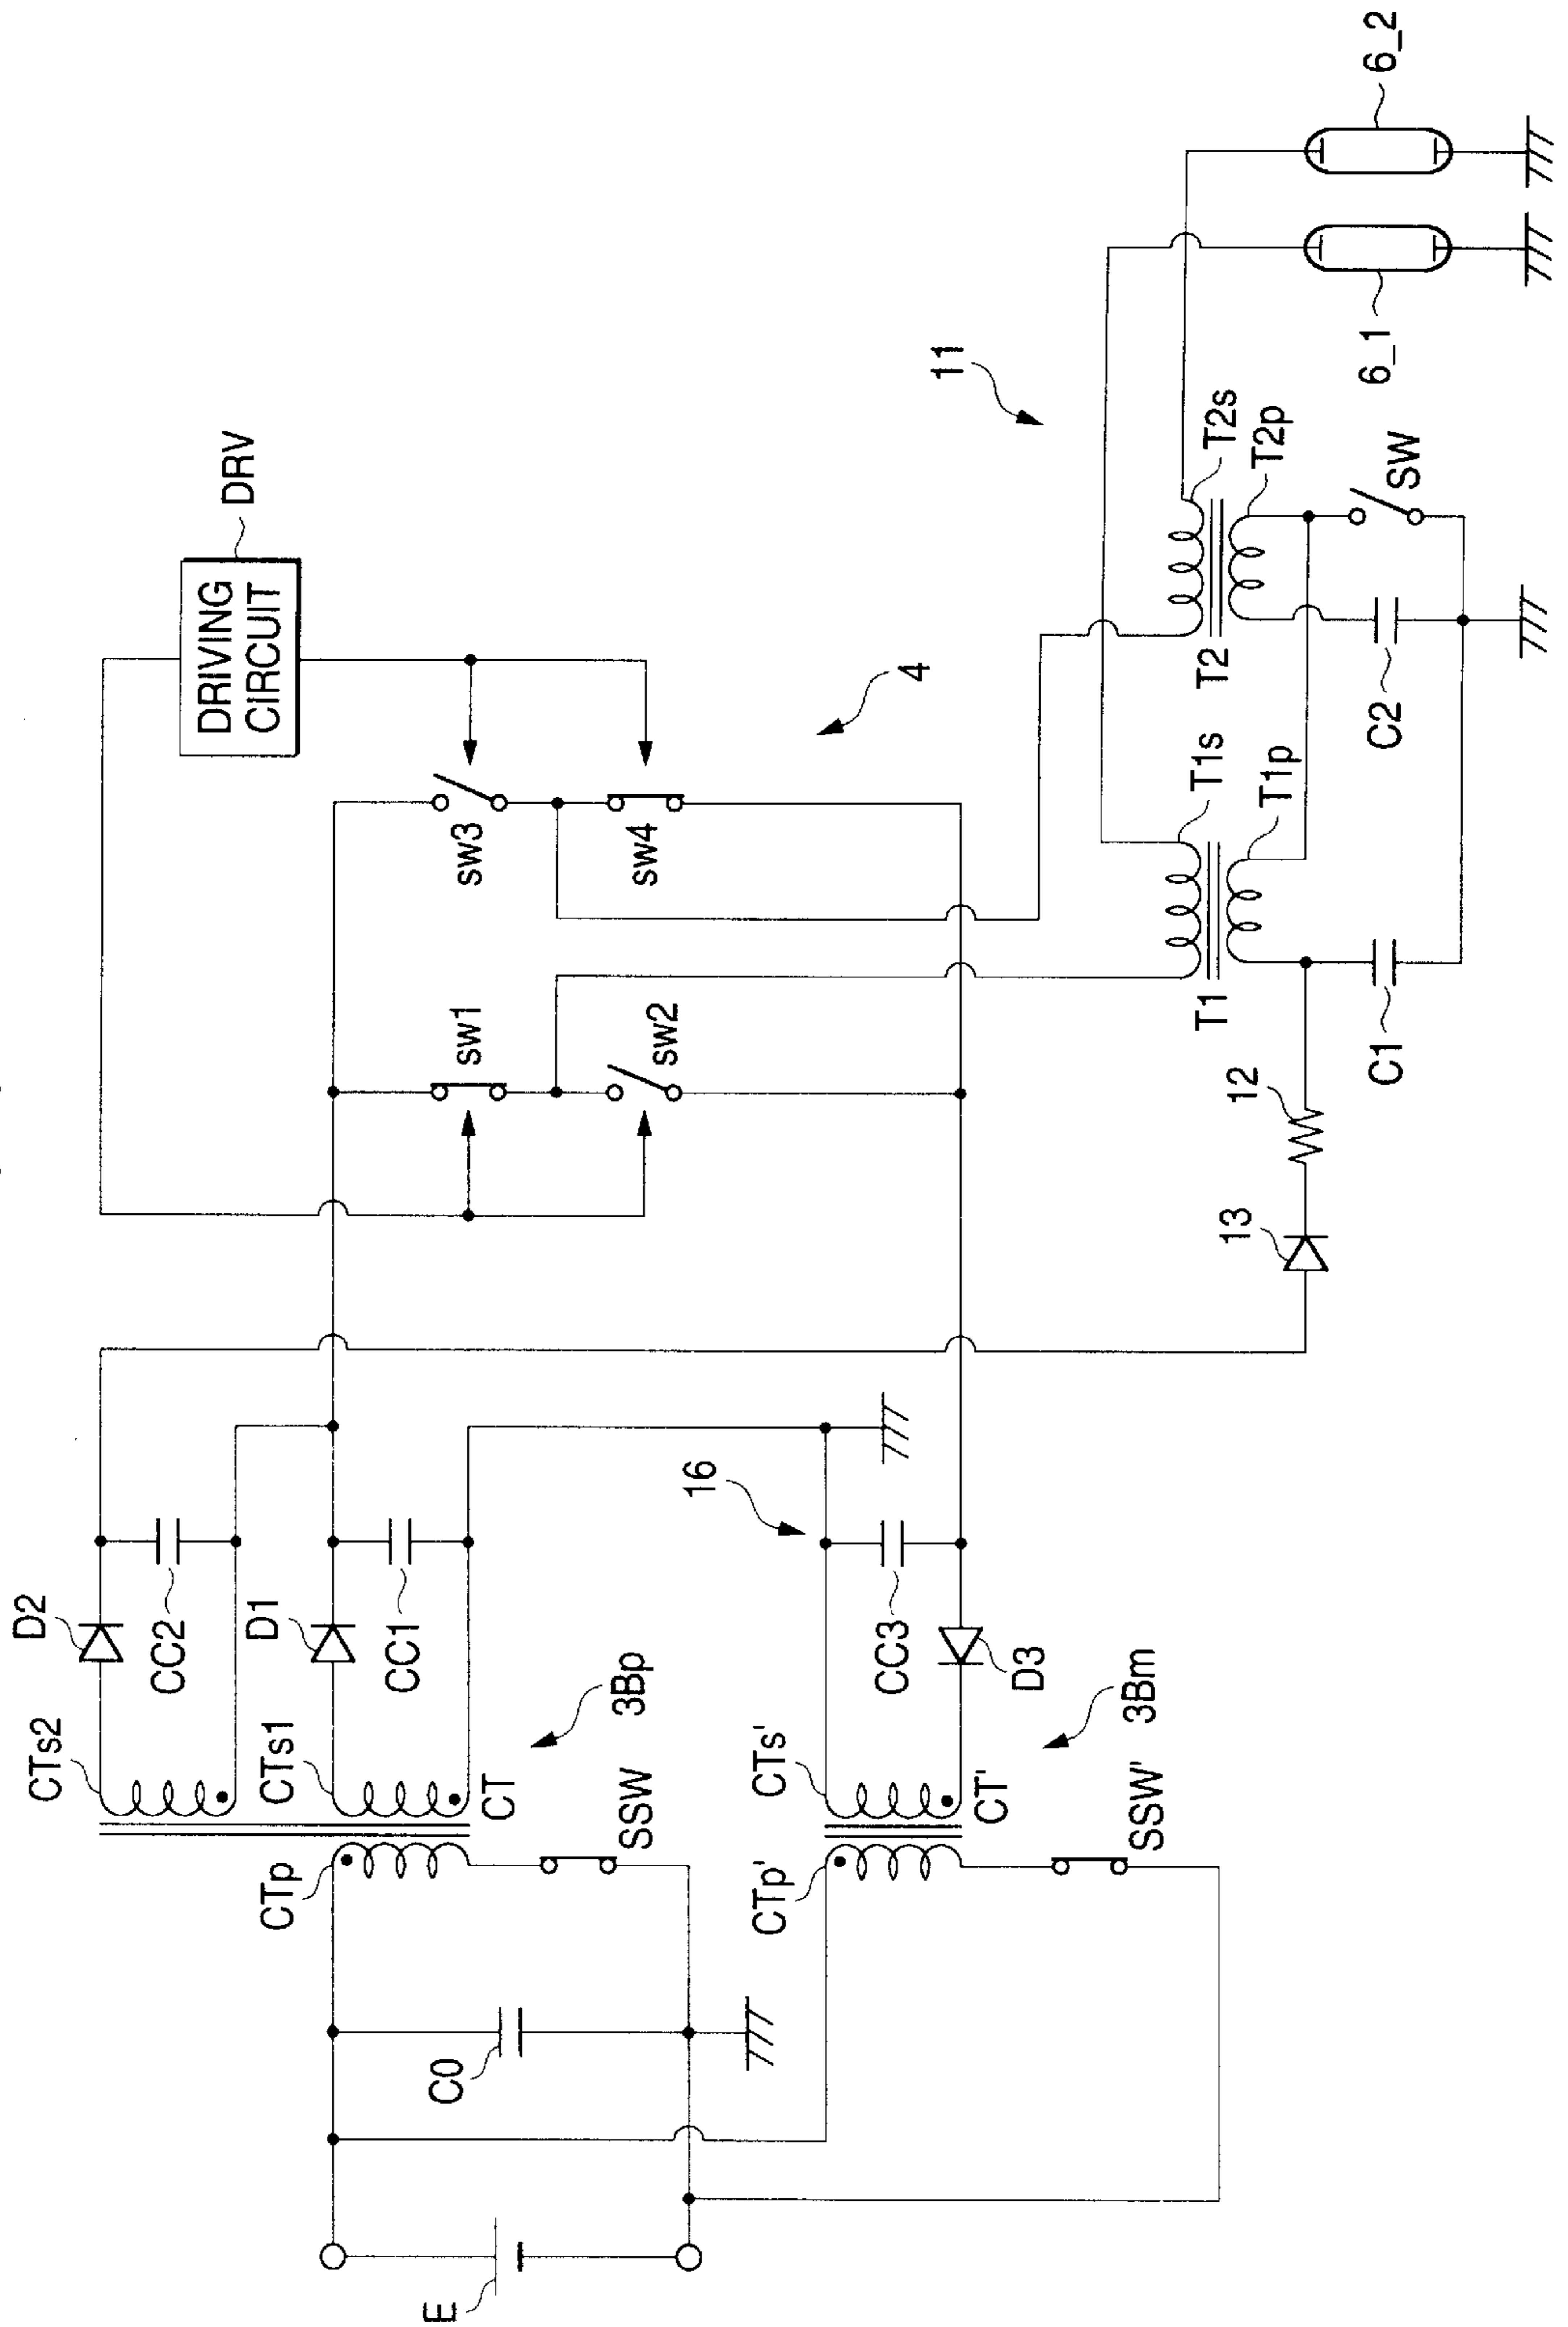 DRIVING
CIRCUIT
DRV
D2
CTs2
CC2
D1
CTs1
CC1
CTp
CT
3Bp
SSW
C0
E
sw1
sw2
sw3
sw4
4
16
CTs'
CC3
D3
CTp'
CT'
3Bm
SSW'
11
T1s
T1
T1p
T2s
T2
T2p
13
12
C1
C2
SW
6_1
6_2